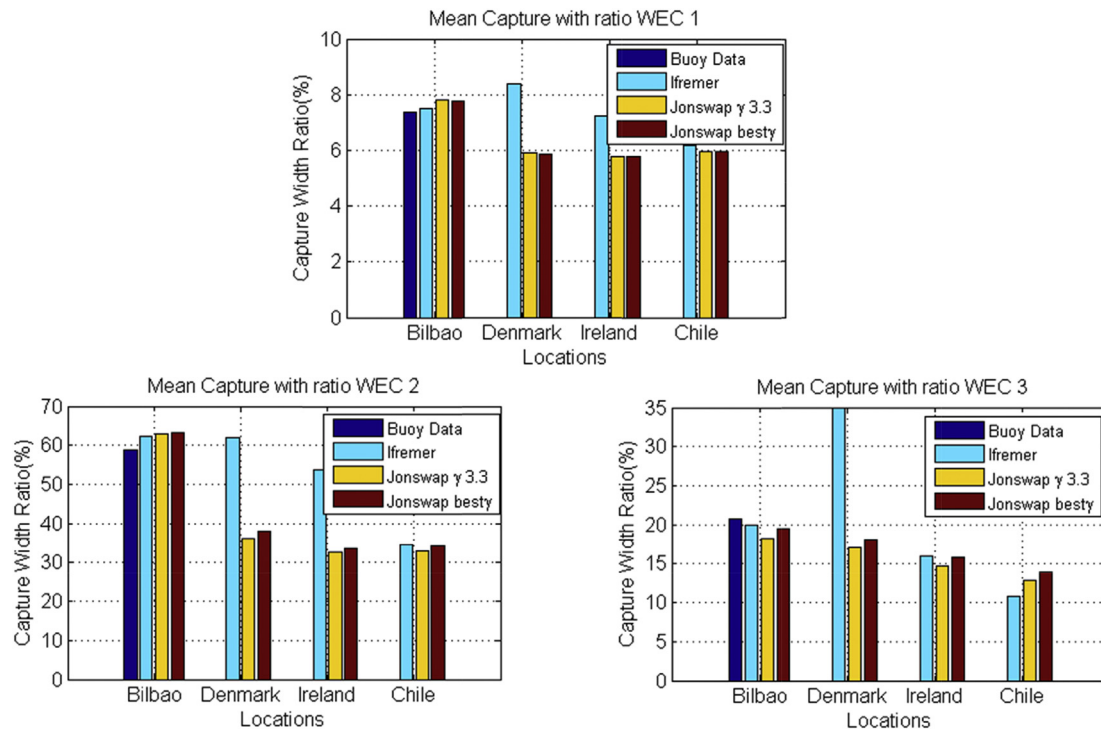 Mean Capture with ratio WEC 1
Capture Width Ratio(%)
10
8
6
4
2
0
Buoy Data
Ifremer
Jonswap γ 3.3
Jonswap besty
Bilbao Denmark Ireland Chile
Locations
Mean Capture with ratio WEC 2
Capture Width Ratio(%)
70
60
50
40
30
20
10
0
Buoy Data
Ifremer
Jonswap γ 3.3
Jonswap besty
Bilbao Denmark Ireland Chile
Locations
Mean Capture with ratio WEC 3
Capture Width Ratio(%)
35
30
25
20
15
10
5
0
Buoy Data
Ifremer
Jonswap γ 3.3
Jonswap besty
Bilbao Denmark Ireland Chile
Locations